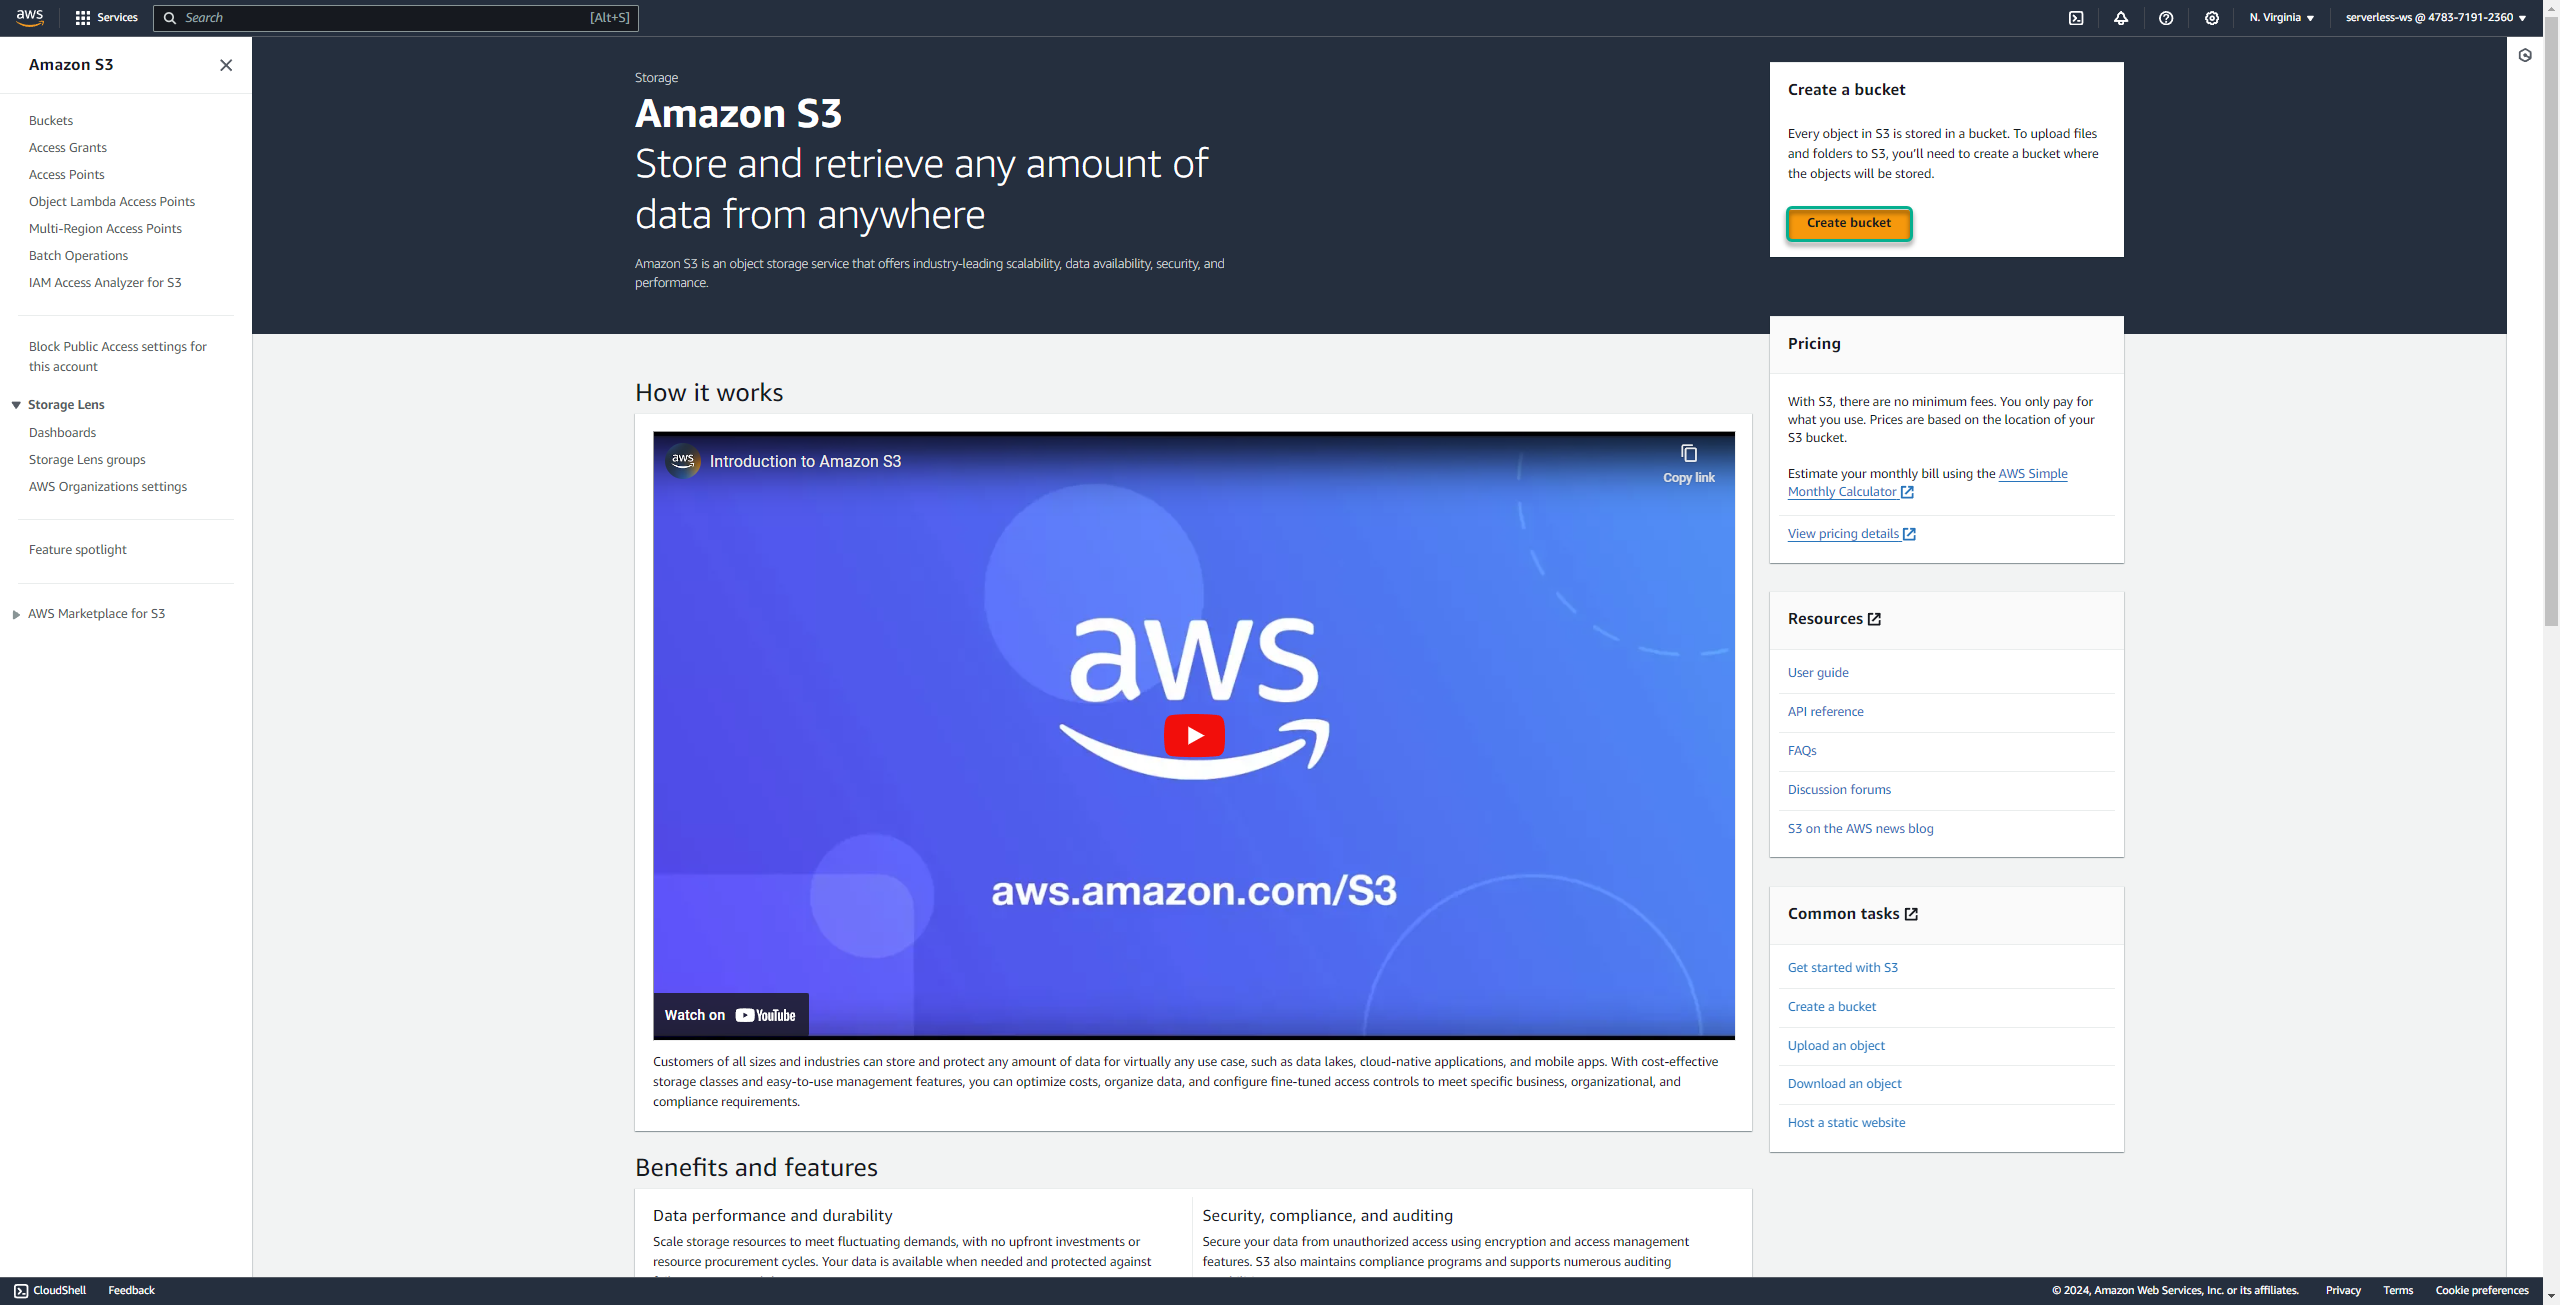 aws
Services
Search
[Alt+S]
N. Virginia
serverless-ws @ 4783-7191-2360
Amazon S3
Buckets
Access Grants
Access Points
Object Lambda Access Points
Multi-Region Access Points
Batch Operations
IAM Access Analyzer for S3
Block Public Access settings for
this account
Storage Lens
Dashboards
Storage Lens groups
AWS Organizations settings
Feature spotlight
AWS Marketplace for S3
Storage
Amazon S3
Store and retrieve any amount of
data from anywhere
Amazon S3 is an object storage service that offers industry-leading scalability, data availability, security, and
performance.
Create a bucket
Every object in S3 is stored in a bucket. To upload files
and folders to S3, you'll need to create a bucket where
the objects will be stored.
Create bucket
How it works
aws
Introduction to Amazon S3
Copy link
aws
aws.amazon.com/S3
Watch on YouTube
Customers of all sizes and industries can store and protect any amount of data for virtually any use case, such as data lakes, cloud-native applications, and mobile apps. With cost-effective
storage classes and easy-to-use management features, you can optimize costs, organize data, and configure fine-tuned access controls to meet specific business, organizational, and
compliance requirements.
Benefits and features
Data performance and durability
Scale storage resources to meet fluctuating demands, with no upfront investments or
resource procurement cycles. Your data is available when needed and protected against
Security, compliance, and auditing
Secure your data from unauthorized access using encryption and access management
features. S3 also maintains compliance programs and supports numerous auditing
Pricing
With S3, there are no minimum fees. You only pay for
what you use. Prices are based on the location of your
S3 bucket.
Estimate your monthly bill using the AWS Simple
Monthly Calculator
View pricing details
Resources
User guide
API reference
FAQs
Discussion forums
S3 on the AWS news blog
Common tasks
Get started with S3
Create a bucket
Upload an object
Download an object
Host a static website
CloudShell
Feedback
© 2024, Amazon Web Services, Inc. or its affiliates.
Privacy
Terms
Cookie preferences